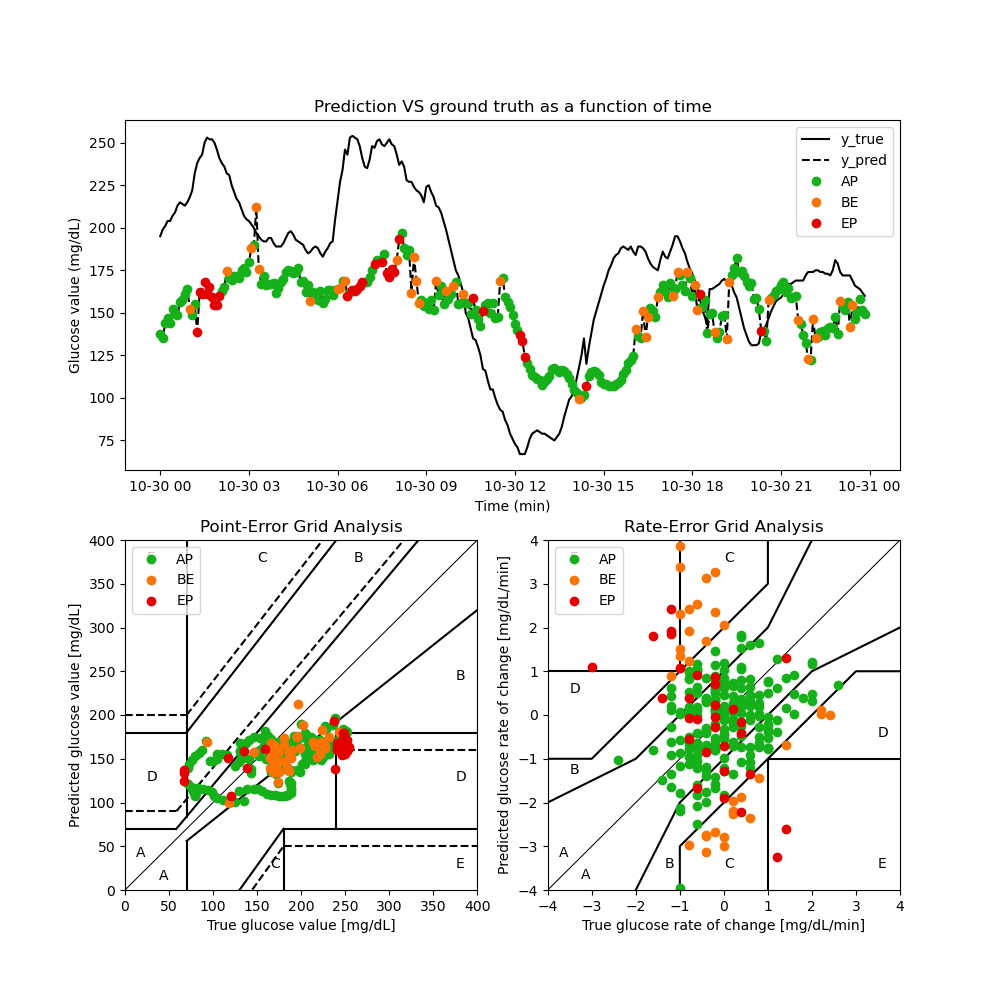 Prediction VS ground truth as a function of time
Glucose value (mg/dL)
250
225
200
175
150
125
100
75
y_true
y_pred
AP
BE
EP
10-30 00
10-30 03
10-30 06
10-30 09
10-30 12
10-30 15
10-30 18
10-30 21
10-31 00
Time (min)
Point-Error Grid Analysis
Predicted glucose value [mg/dL]
400
350
300
250
200
150
100
50
0
AP
BE
EP
C
B
B
D
D
A
A
C
E
0
50
100
150
200
250
300
350
400
True glucose value [mg/dL]
Rate-Error Grid Analysis
Predicted glucose rate of change [mg/dL/min]
4
3
2
1
0
−1
−2
−3
−4
AP
BE
EP
C
D
D
B
A
A
B
C
E
−4
−3
−2
−1
0
1
2
3
4
True glucose rate of change [mg/dL/min]